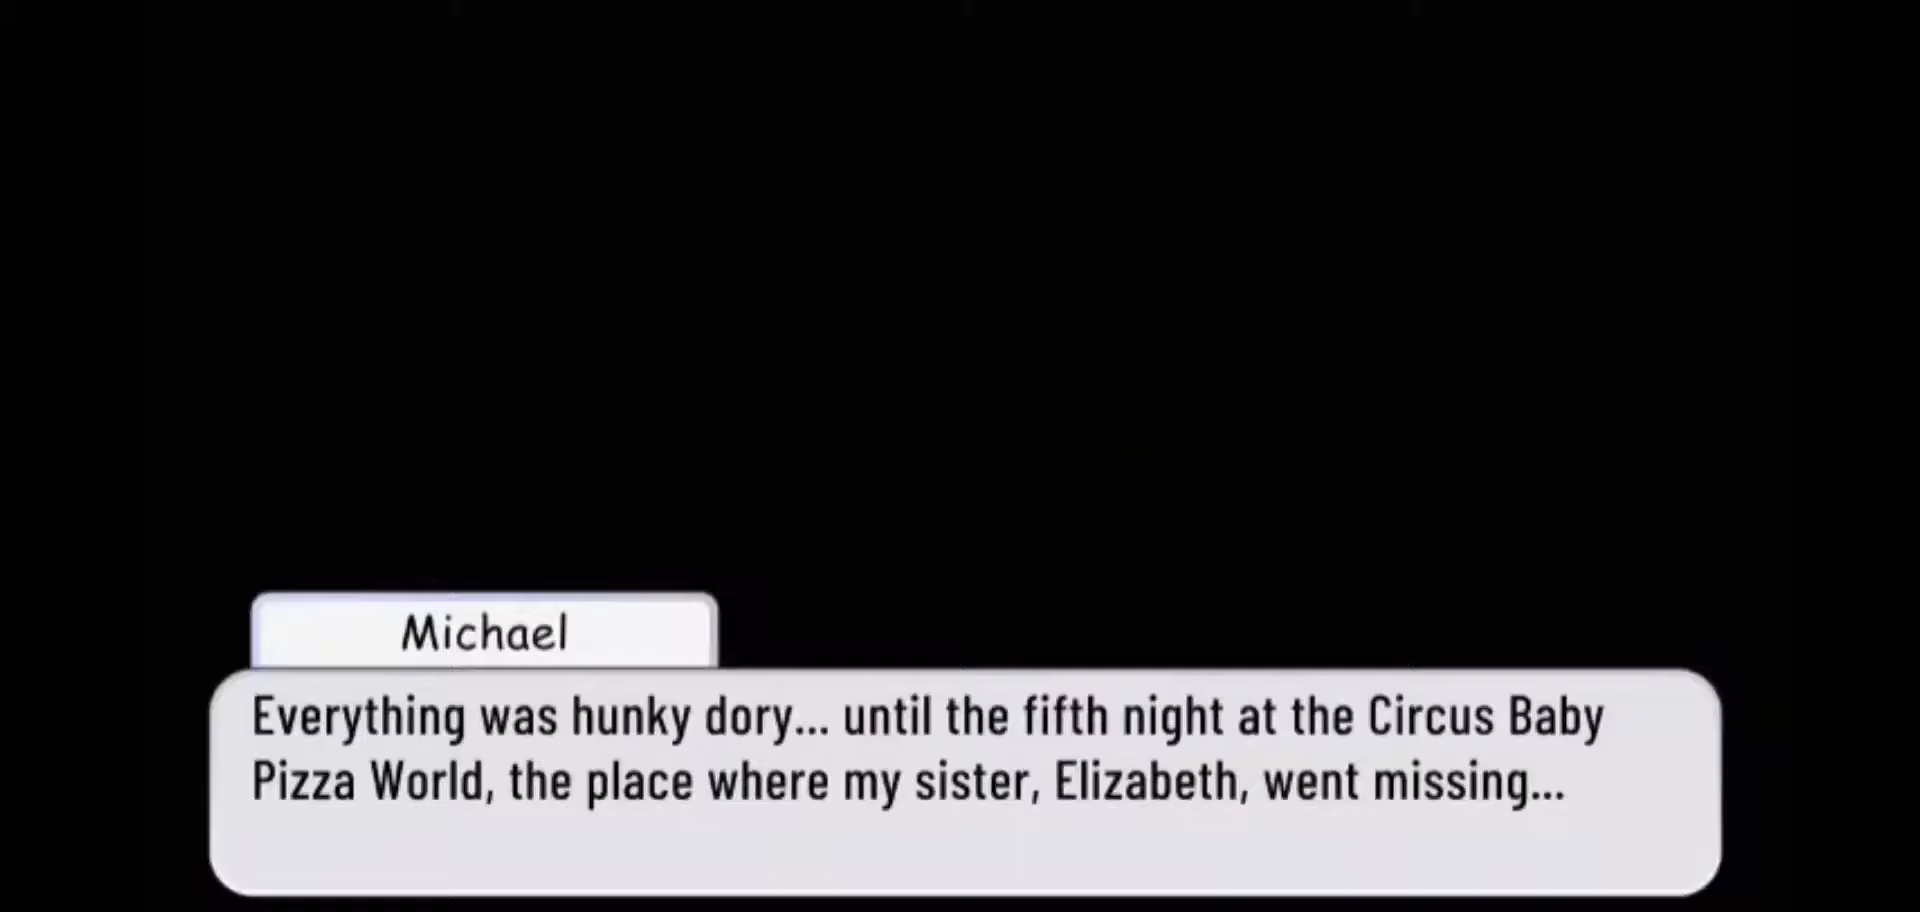 Michael
Everything was hunky dory... until the fifth night at the Circus Baby
Pizza World, the place where my sister, Elizabeth, went missing...